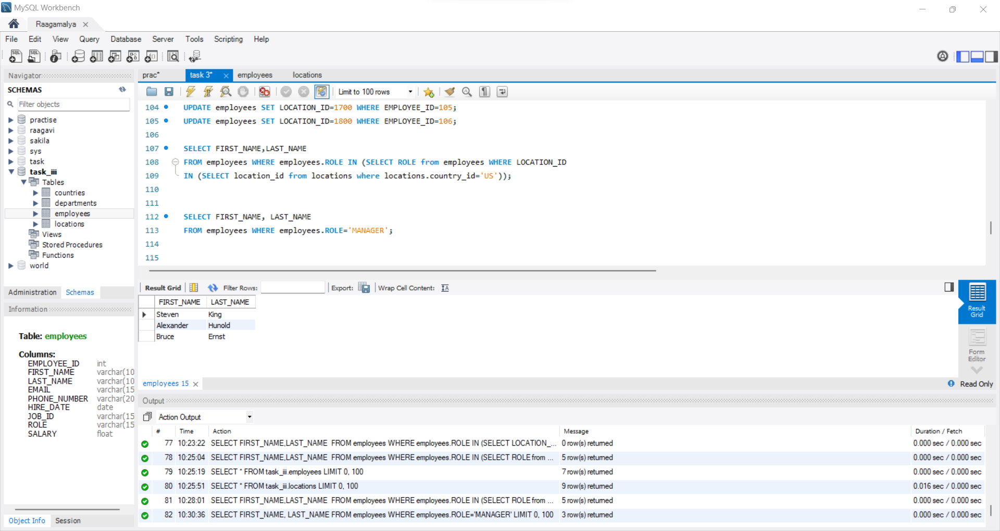 MySQL Workbench
Raagamalya
File Edit View Query Database Server Tools Scripting Help
Navigator
SCHEMAS
Filter objects
practise
raagavi
sakila
sys
task
task_iii
Tables
countries
departments
employees
locations
Views
Stored Procedures
Functions
world
Administration Schemas
Information
Table: employees
Columns:
EMPLOYEE_ID int
FIRST_NAME varchar(10
LAST_NAME varchar(10
EMAIL varchar(15
PHONE_NUMBER varchar(20
HIRE_DATE date
JOB_ID varchar(15
ROLE varchar(15
SALARY float
Object Info Session
prac* task 3* employees locations
Limit to 100 rows
104 UPDATE employees SET LOCATION_ID=1700 WHERE EMPLOYEE_ID=105;
105 UPDATE employees SET LOCATION_ID=1800 WHERE EMPLOYEE_ID=106;
106
107 SELECT FIRST_NAME,LAST_NAME
108 FROM employees WHERE employees.ROLE IN (SELECT ROLE from employees WHERE LOCATION_ID
109 IN (SELECT location_id from locations where locations.country_id='US'));
110
111
112 SELECT FIRST_NAME, LAST_NAME
113 FROM employees WHERE employees.ROLE='MANAGER';
114
115
Result Grid Filter Rows: Export: Wrap Cell Content:
FIRST_NAME LAST_NAME
Steven King
Alexander Hunold
Bruce Ernst
Result Grid
Form Editor
employees 15
Read Only
Output
Action Output
# Time Action Message Duration / Fetch
77 10:23:22 SELECT FIRST_NAME,LAST_NAME FROM employees WHERE employees.ROLE IN (SELECT LOCATION_... 0 row(s) returned 0.000 sec / 0.000 sec
78 10:25:04 SELECT FIRST_NAME,LAST_NAME FROM employees WHERE employees.ROLE IN (SELECT ROLE from ... 5 row(s) returned 0.000 sec / 0.000 sec
79 10:25:19 SELECT * FROM task_iii.employees LIMIT 0, 100 7 row(s) returned 0.000 sec / 0.000 sec
80 10:25:51 SELECT * FROM task_iii.locations LIMIT 0, 100 9 row(s) returned 0.016 sec / 0.000 sec
81 10:28:01 SELECT FIRST_NAME,LAST_NAME FROM employees WHERE employees.ROLE IN (SELECT ROLE from ... 5 row(s) returned 0.000 sec / 0.000 sec
82 10:30:36 SELECT FIRST_NAME, LAST_NAME FROM employees WHERE employees.ROLE='MANAGER' LIMIT 0, 100 3 row(s) returned 0.000 sec / 0.000 sec